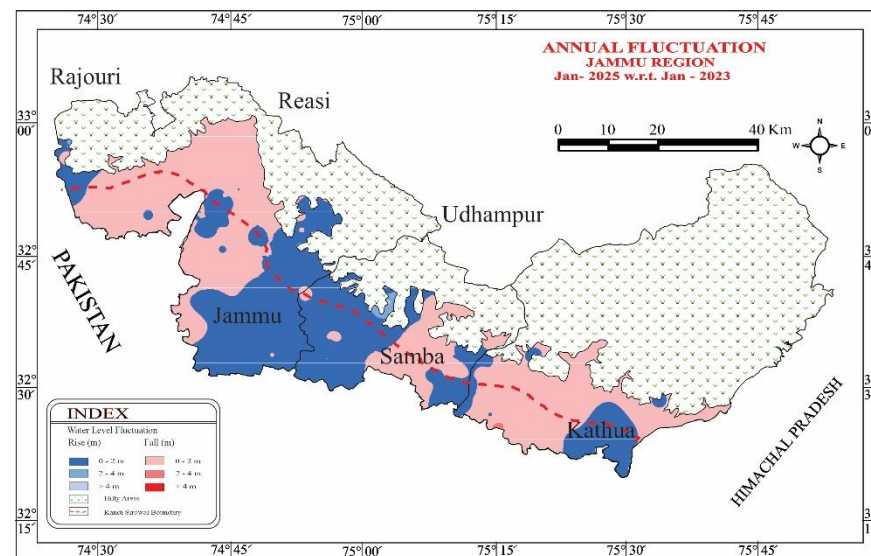 74° 30′ 74° 45′ 75° 00′ 75° 15′ 75° 30′ 75° 45′
ANNUAL FLUCTUATION
JAMMU REGION
Jan- 2025 w.r.t. Jan - 2023
Rajouri
Reasi
33°
00′
0 10 20 40 Km
N
W E
S
Udhampur
32°
45′
PAKISTAN
Jammu
Samba
32°
30′
Kathua
HIMACHAL PRADESH
INDEX
Water Level Fluctuation
Rise (m) Fall (m)
0 - 2 m 0 - 2 m
2 - 4 m 2 - 4 m
> 4 m > 4 m
Hilly Areas
Kandi Sirowal Boundary
32°
15′
74° 30′ 74° 45′ 75° 00′ 75° 15′ 75° 30′ 75° 45′